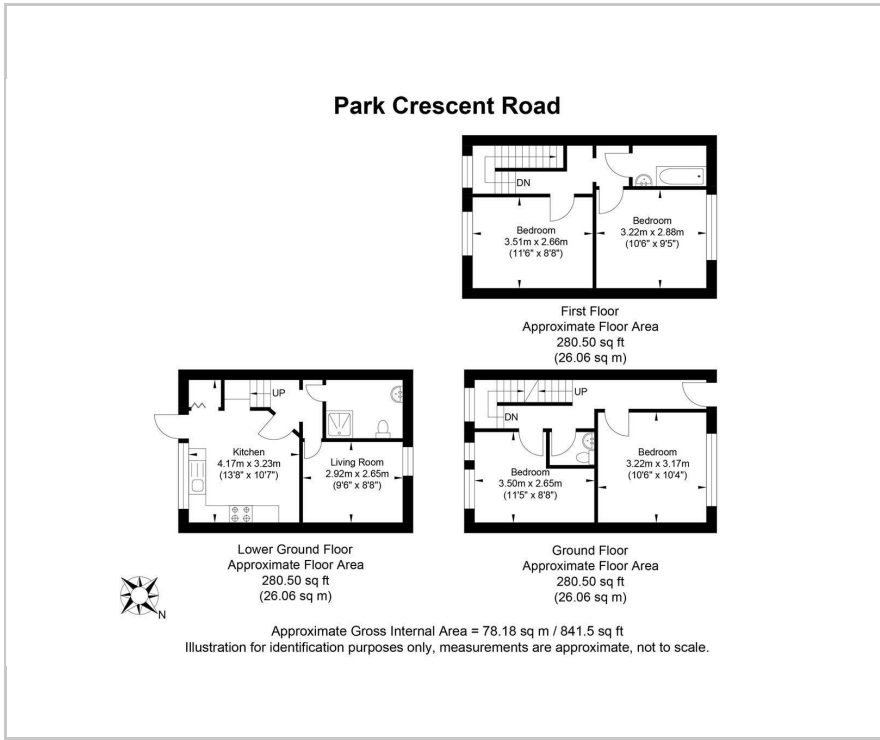 Park Crescent Road
DN
Bedroom
3.51m x 2.66m
(11'6" x 8'8")
Bedroom
3.22m x 2.88m
(10'6" x 9'5")
First Floor
Approximate Floor Area
280.50 sq ft
(26.06 sq m)
UP
Kitchen
4.17m x 3.23m
(13'8" x 10'7")
Living Room
2.92m x 2.65m
(9'6" x 8'8")
Lower Ground Floor
Approximate Floor Area
280.50 sq ft
(26.06 sq m)
UP
DN
Bedroom
3.50m x 2.65m
(11'5" x 8'8")
Bedroom
3.22m x 3.17m
(10'6" x 10'4")
Ground Floor
Approximate Floor Area
280.50 sq ft
(26.06 sq m)
N
Approximate Gross Internal Area = 78.18 sq m / 841.5 sq ft
Illustration for identification purposes only, measurements are approximate, not to scale.